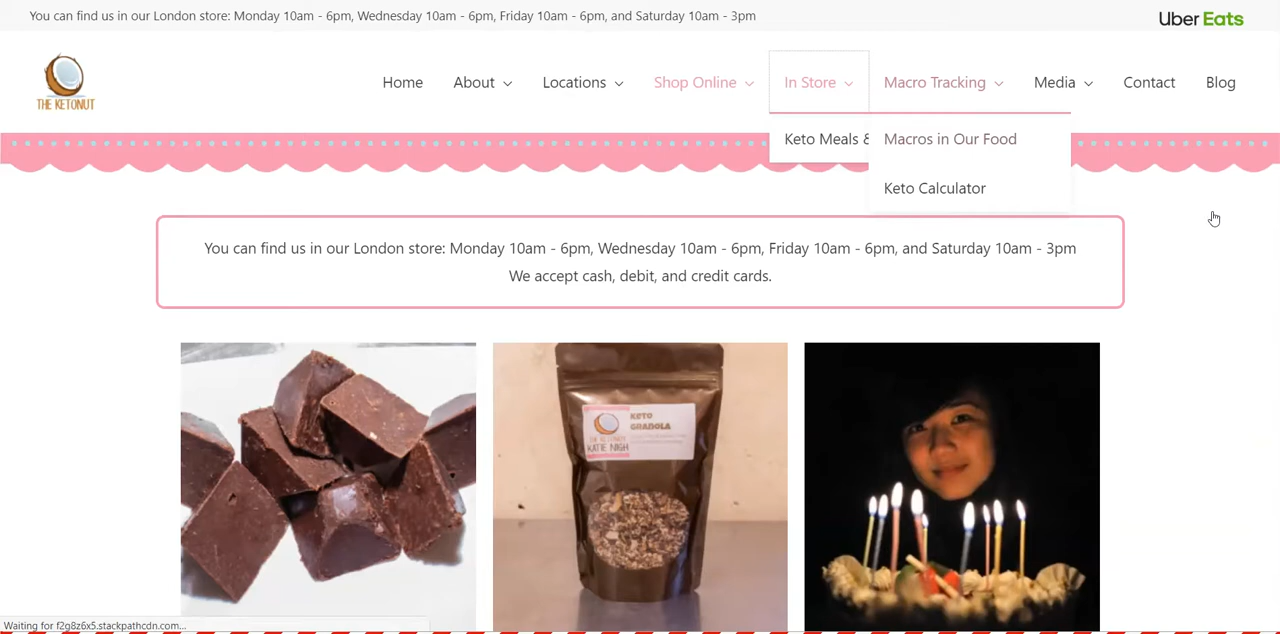 You can find us in our London store: Monday 10am - 6pm, Wednesday 10am - 6pm, Friday 10am - 6pm, and Saturday 10am - 3pm
Uber Eats
THE KETONUT
Home
About
Locations
Shop Online
In Store
Macro Tracking
Media
Contact
Blog
Keto Meals &
Macros in Our Food
Keto Calculator
You can find us in our London store: Monday 10am - 6pm, Wednesday 10am - 6pm, Friday 10am - 6pm, and Saturday 10am - 3pm
We accept cash, debit, and credit cards.
KETO
GRANOLA
THE KETONUT
KATIE NIGH
Waiting for f2g8z6x5.stackpathcdn.com...